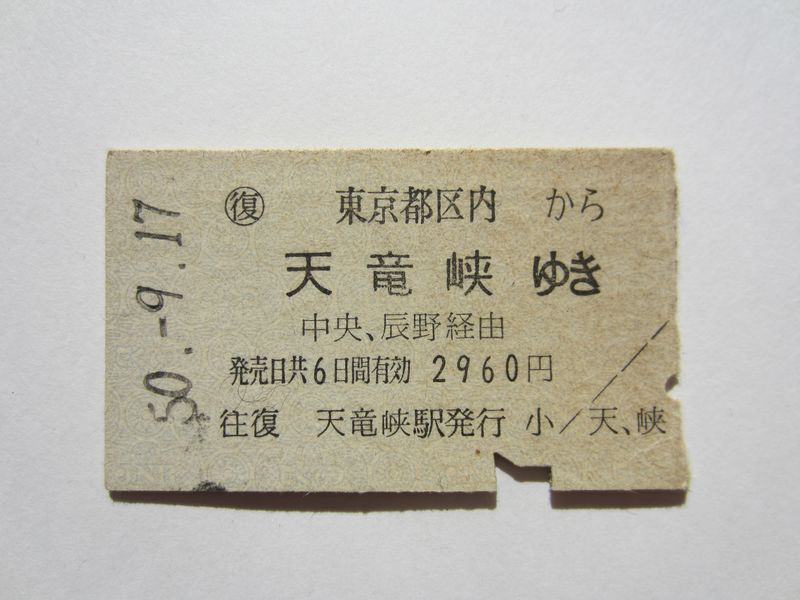 50.-9.17
㊝復 東京都区内 から
天竜峡ゆき
中央、辰野経由
発売日共6日間有効 2960円
往復 天竜峡駅発行 小/天、峡